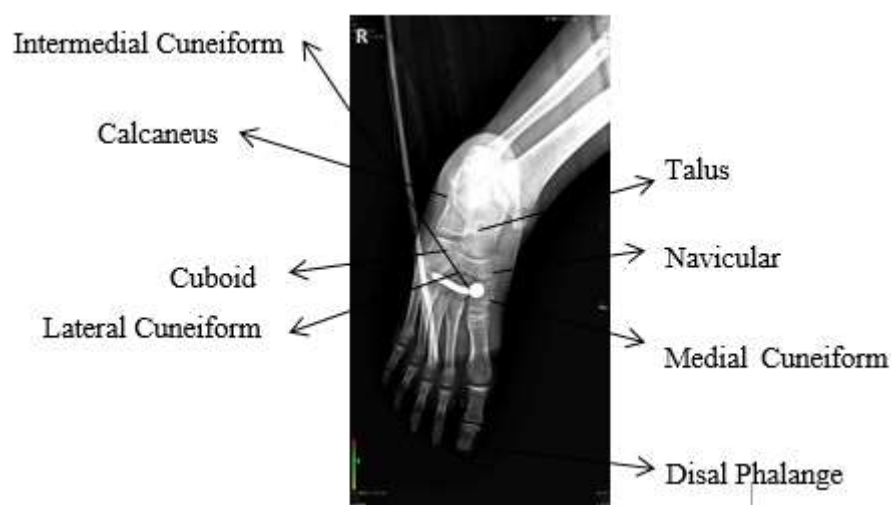 Intermedial Cuneiform
R
Calcaneus
Talus
Navicular
Cuboid
Lateral Cuneiform
Medial Cuneiform
Disal Phalange